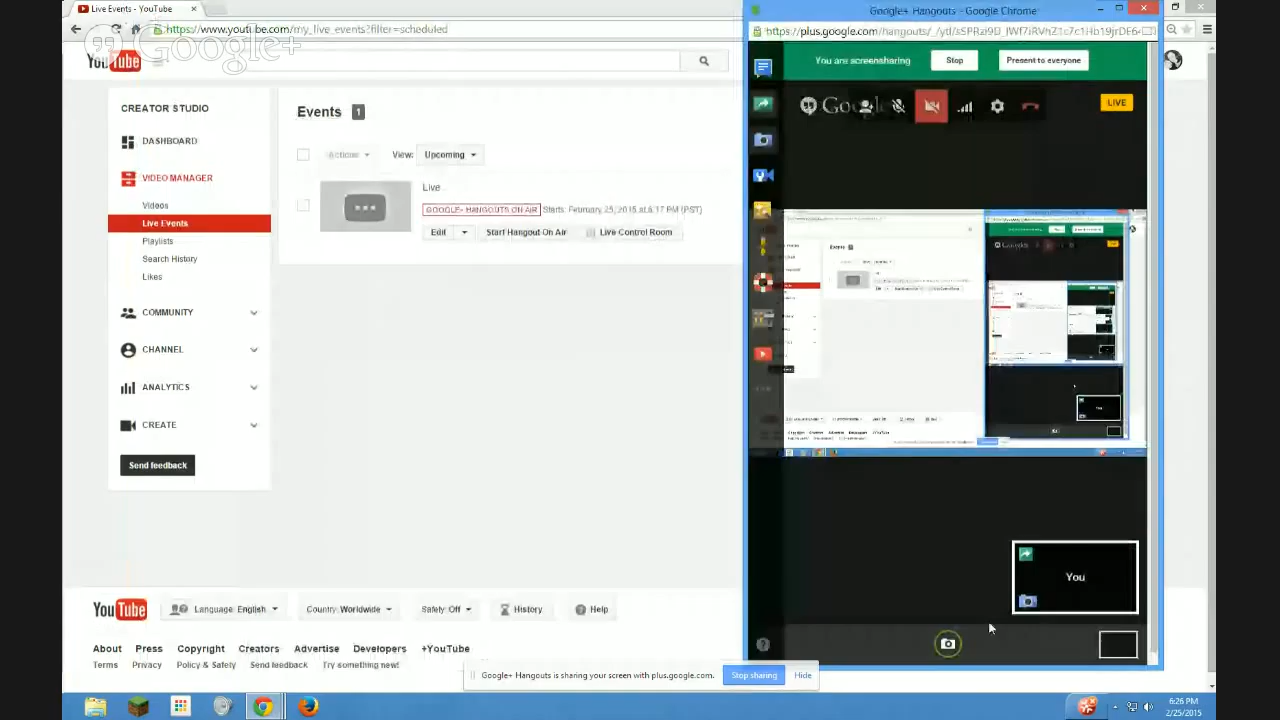 Live Events - YouTube
https://www.youtube.com/my_live_events?filter=scheduled
Google+
YouTube
CREATOR STUDIO
DASHBOARD
VIDEO MANAGER
Videos
Live Events
Playlists
Search History
Likes
COMMUNITY
CHANNEL
ANALYTICS
CREATE
Send feedback
Events 1
Actions
View: Upcoming
Live
GOOGLE+ HANGOUTS ON AIR Starts: February 25, 2015 at 6:17 PM (PST)
Edit Start Hangout On Air Live Control Room
Google+ Hangouts - Google Chrome
You are screensharing Stop Present to everyone
LIVE
You
YouTube Language: English Country: Worldwide Safety: Off History Help
About Press Copyright Creators Advertise Developers +YouTube
Terms Privacy Policy & Safety Send feedback Try something new!
Google+ Hangouts is sharing your screen with plus.google.com. Stop sharing Hide
6:26 PM
2/25/2015